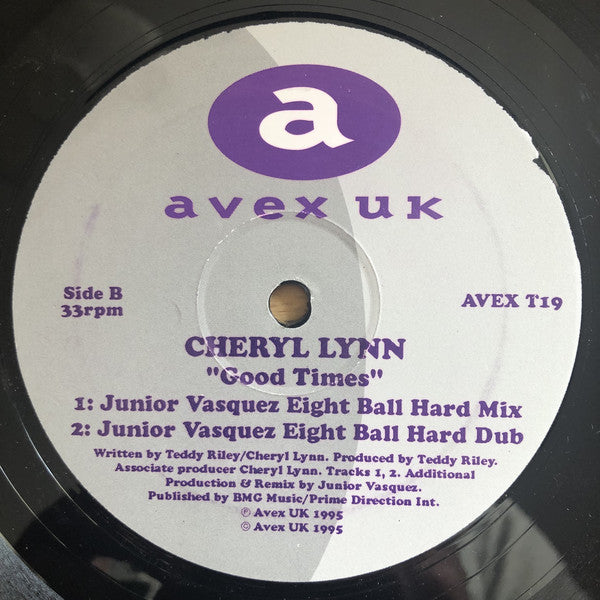 a
avex uk
Side B
33rpm
AVEX T19
CHERYL LYNN
"Good Times"
1: Junior Vasquez Eight Ball Hard Mix
2: Junior Vasquez Eight Ball Hard Dub
Written by Teddy Riley/Cheryl Lynn. Produced by Teddy Riley.
Associate producer Cheryl Lynn. Tracks 1, 2. Additional
Production & Remix by Junior Vasquez.
Published by BMG Music/Prime Direction Int.
℗ Avex UK 1995
© Avex UK 1995